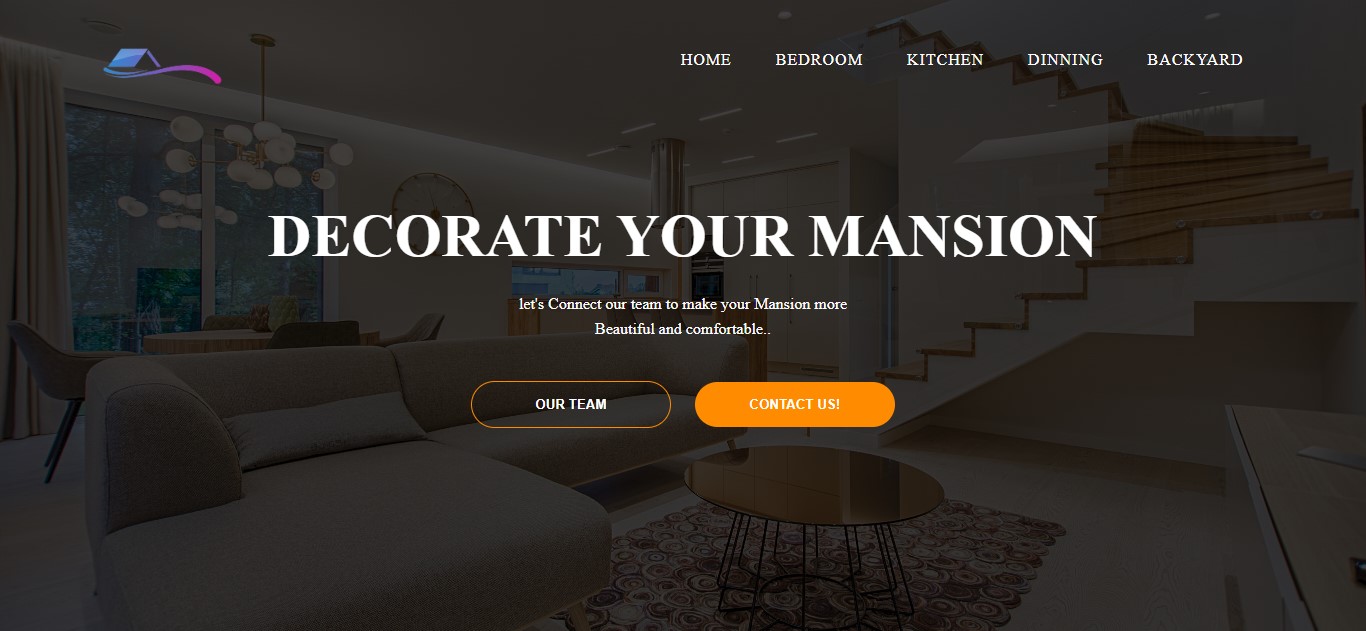 HOME BEDROOM KITCHEN DINNING BACKYARD
DECORATE YOUR MANSION
let's Connect our team to make your Mansion more
Beautiful and comfortable..
OUR TEAM CONTACT US!